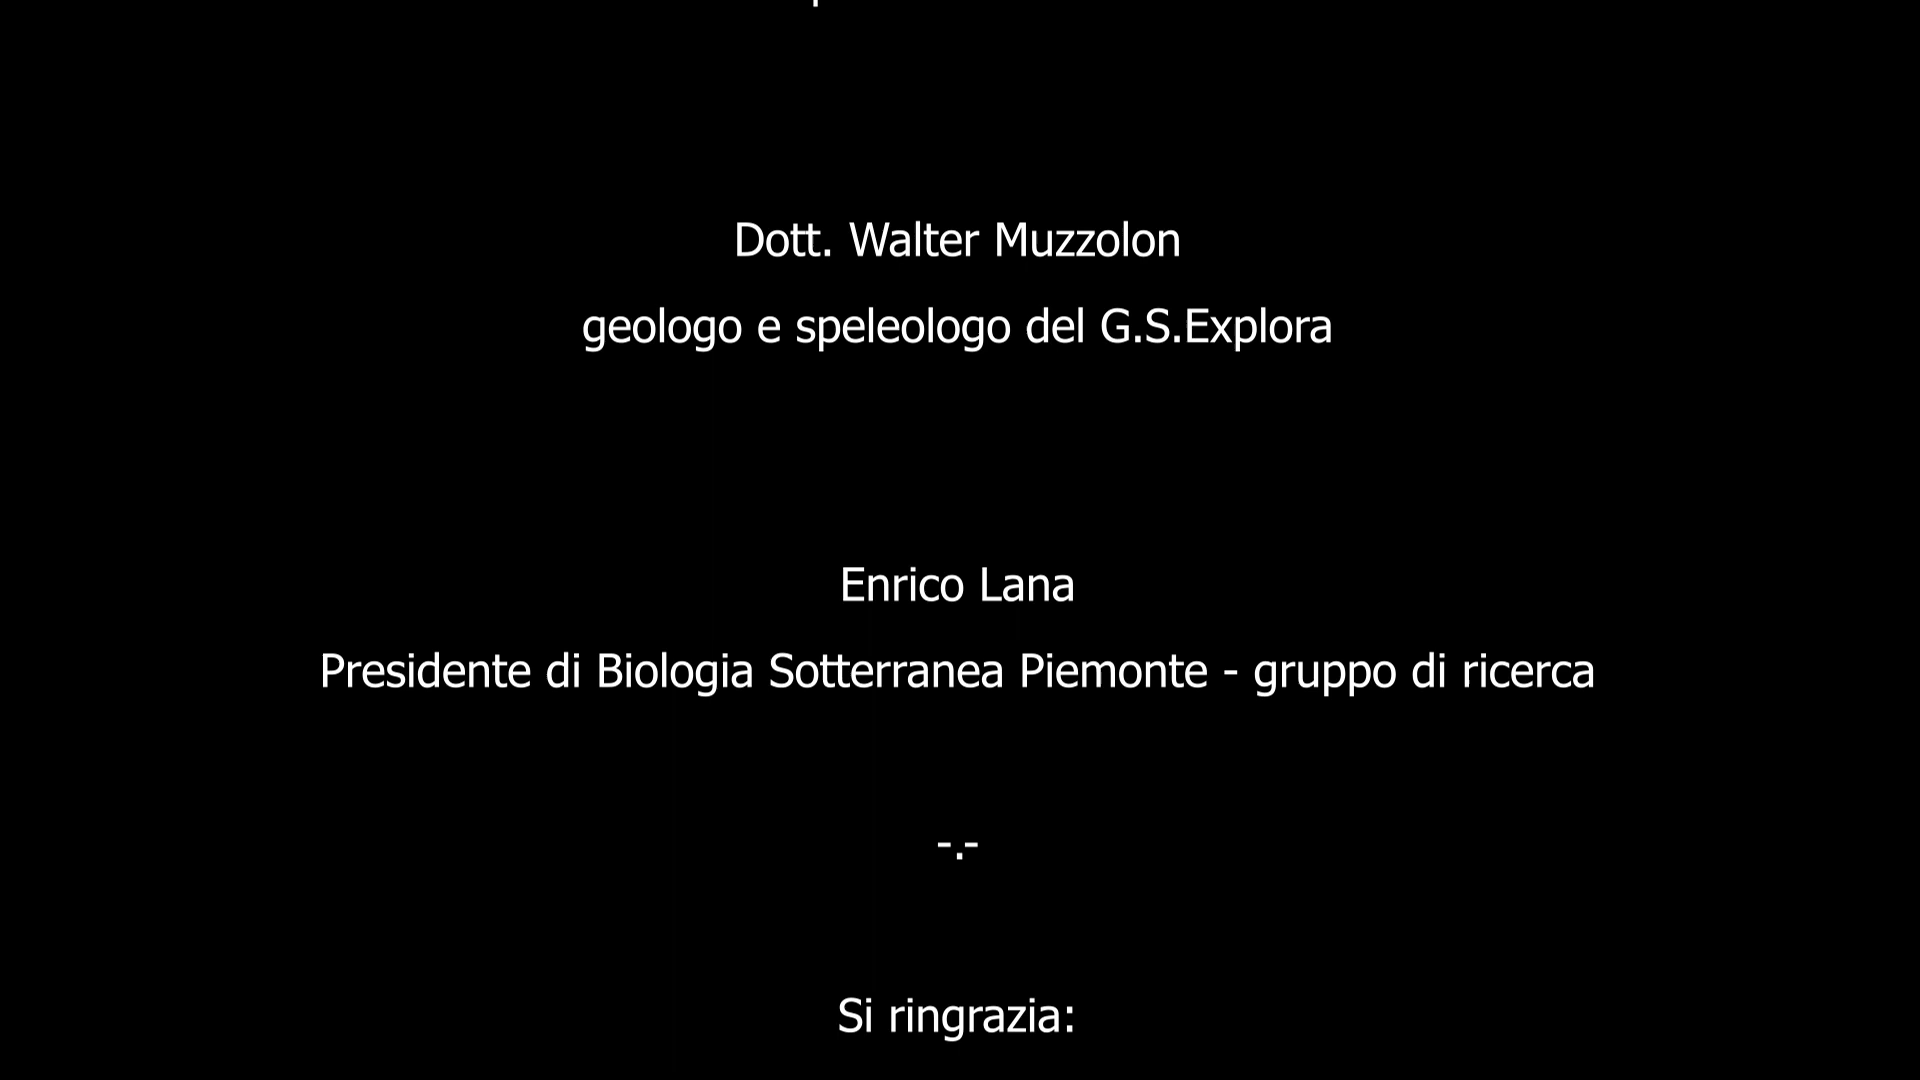 Dott. Walter Muzzolon
geologo e speleologo del G.S.Explora
Enrico Lana
Presidente di Biologia Sotterranea Piemonte - gruppo di ricerca
-.-
Si ringrazia: